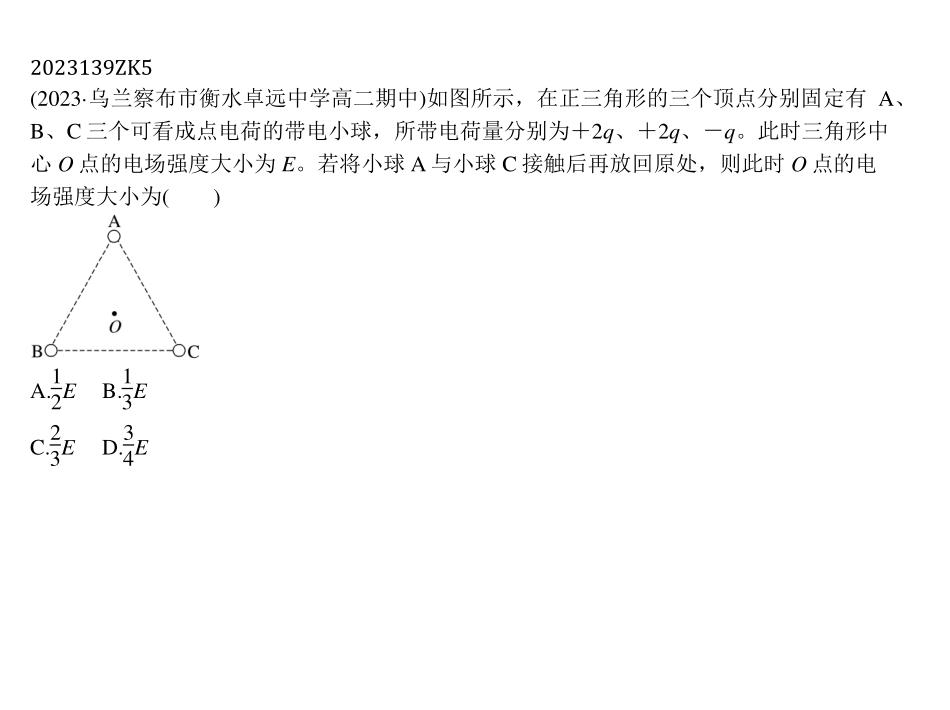 2023139ZK5
(2023·乌兰察布市衡水卓远中学高二期中)如图所示，在正三角形的三个顶点分别固定有 A、
B、C 三个可看成点电荷的带电小球，所带电荷量分别为＋2q、＋2q、－q。此时三角形中
心 O 点的电场强度大小为 E。若将小球 A 与小球 C 接触后再放回原处，则此时 O 点的电
场强度大小为(　　)
A
O
B C
A.\frac{1}{2}E B.\frac{1}{3}E
C.\frac{2}{3}E D.\frac{3}{4}E